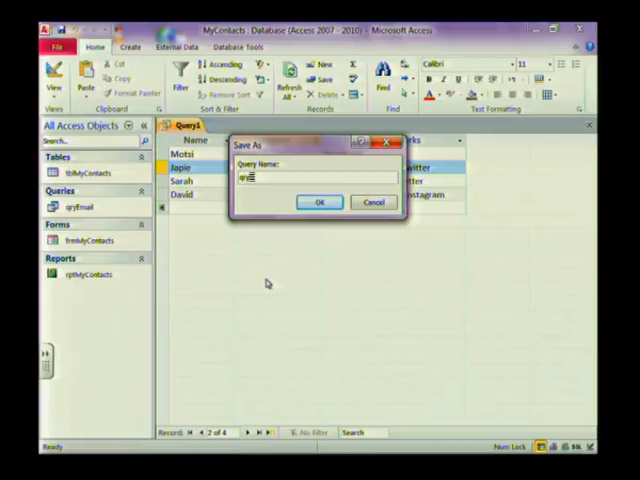 MyContacts : Database (Access 2007 - 2010) - Microsoft Access
File Home Create External Data Database Tools
View
Views
Paste
Cut
Copy
Format Painter
Clipboard
Filter
Ascending
Descending
Remove Sort
Sort & Filter
Refresh
All
New
Save
Delete
Records
Find
Find
Calibri 11
B I U
Text Formatting
All Access Objects
Search...
Tables
tblMyContacts
Queries
qryEmail
Forms
frmMyContacts
Reports
rptMyContacts
Query1
Name
Motsi
Japie
Sarah
David
Save As
Query Name:
OK Cancel
Record: 2 of 4 No Filter Search
Ready Num Lock